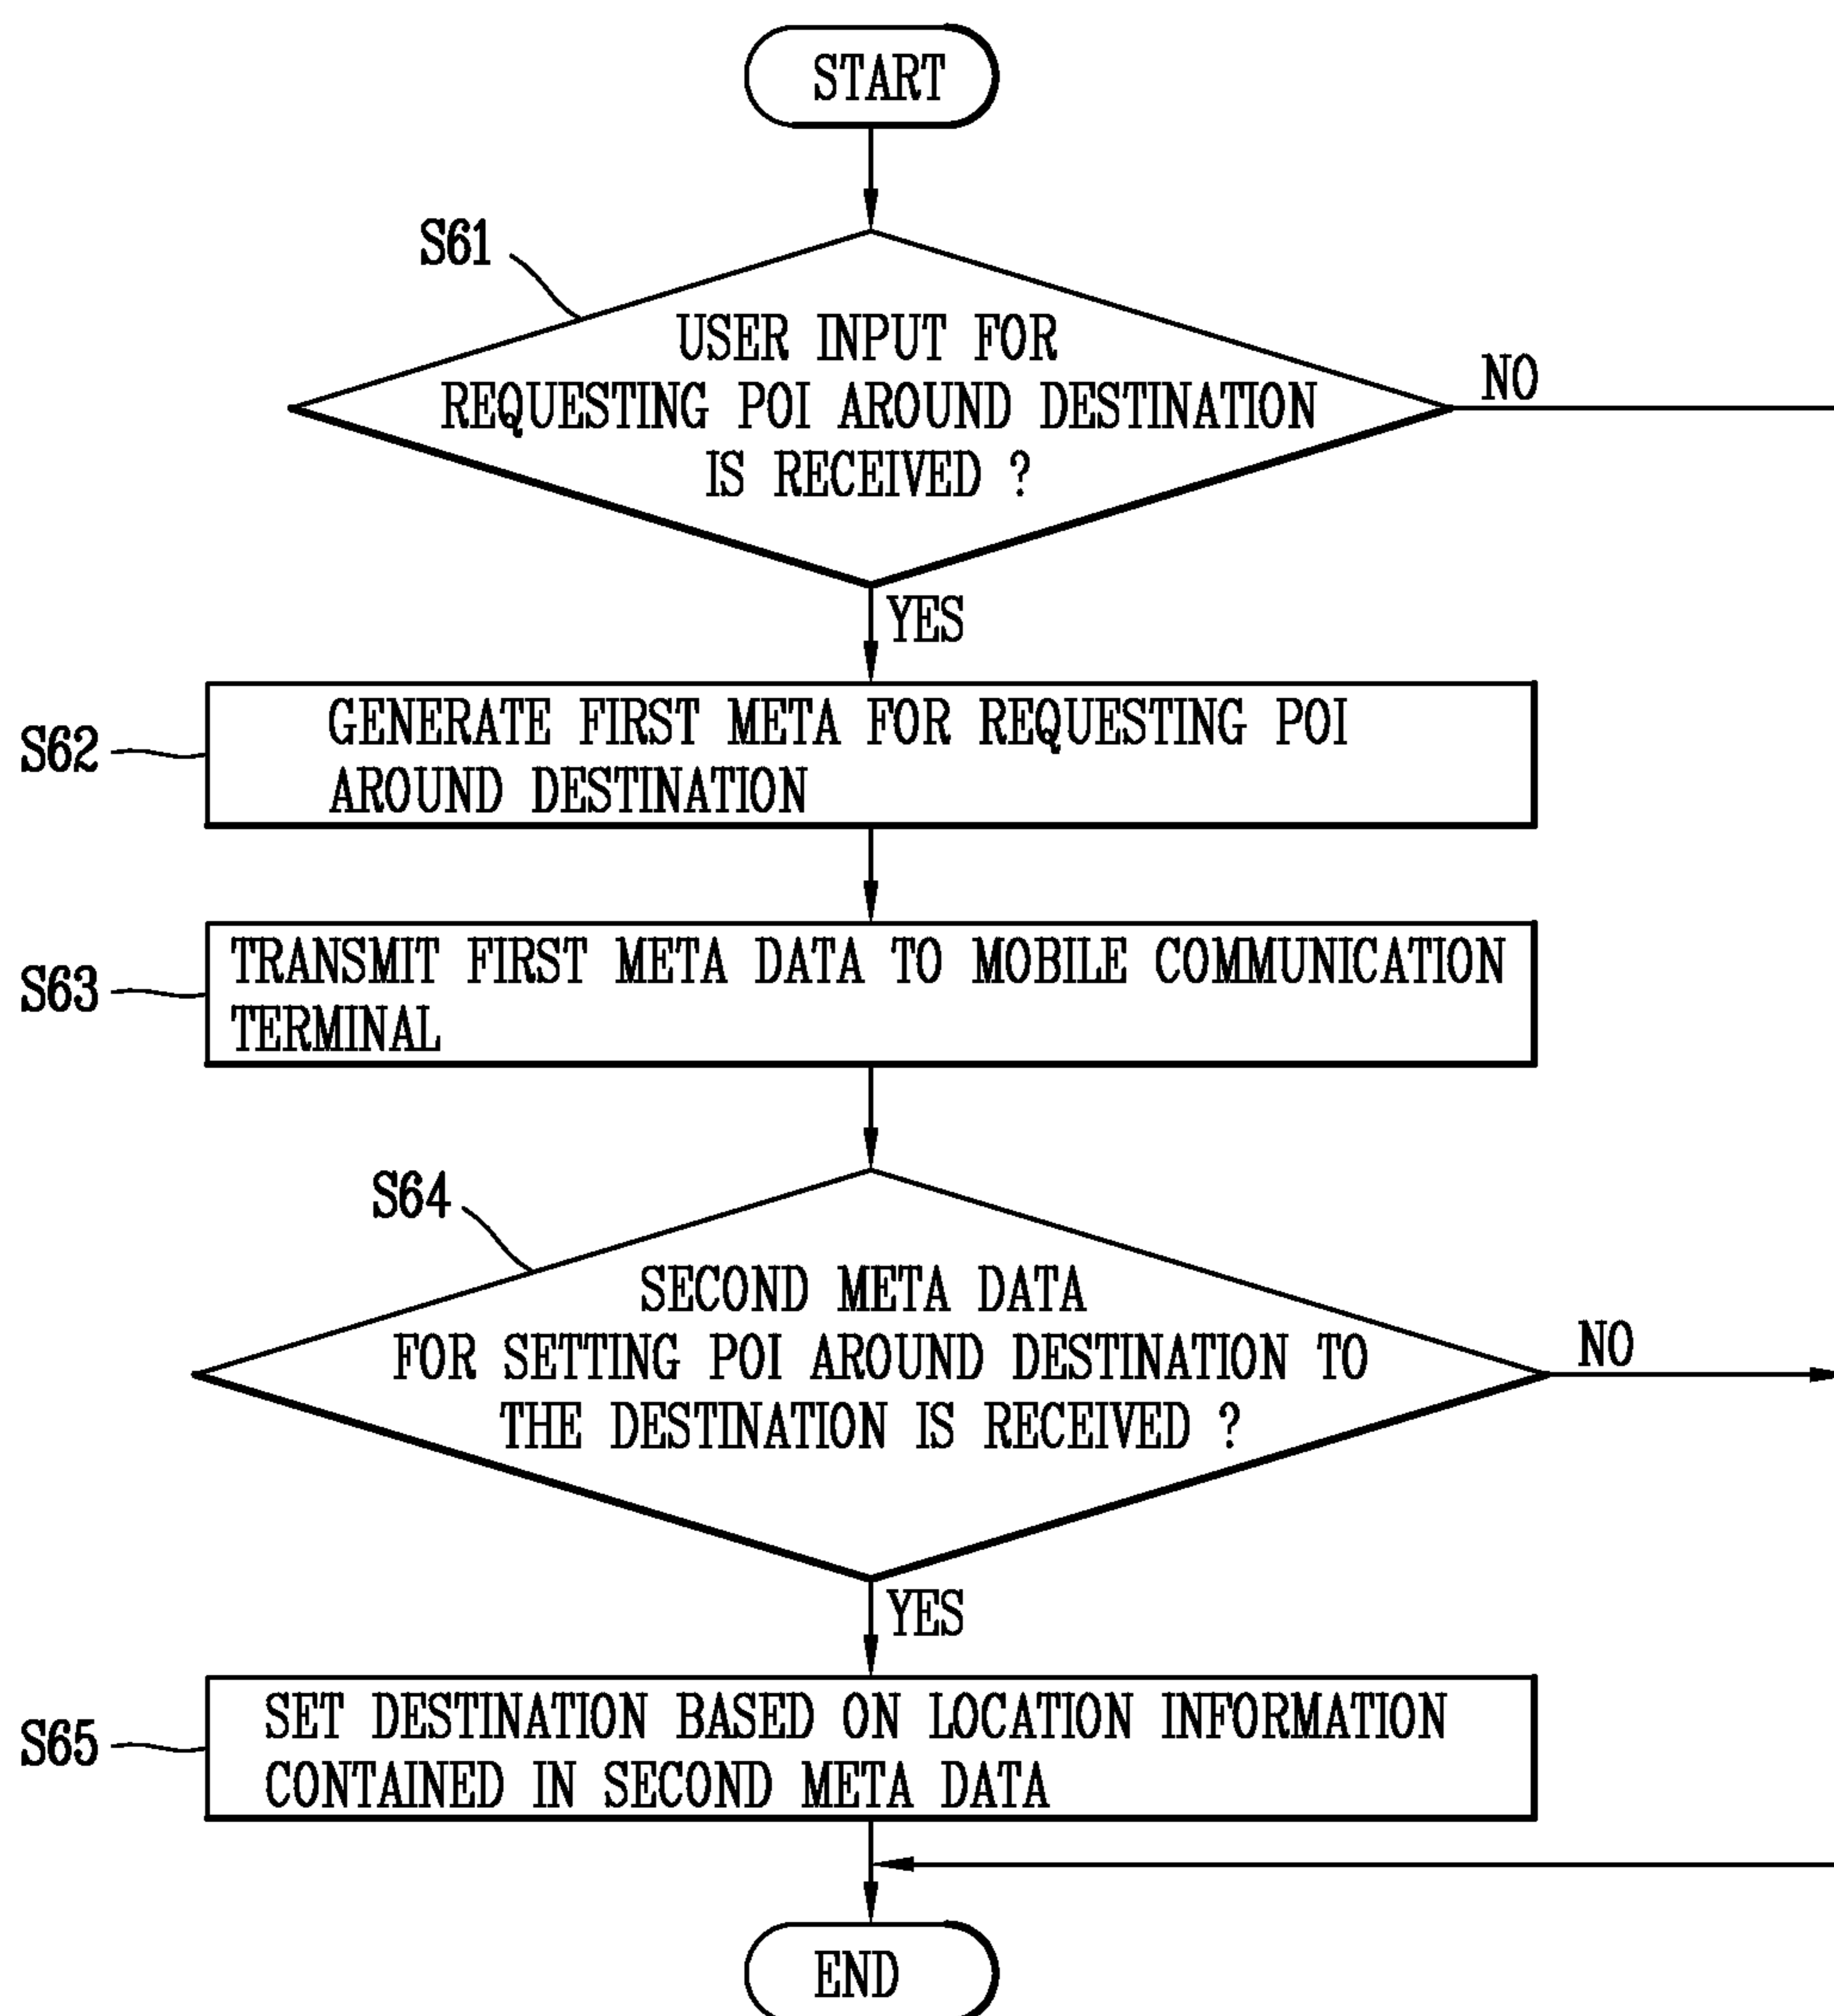 START
S61
USER INPUT FOR
REQUESTING POI AROUND DESTINATION
IS RECEIVED ?
NO
YES
S62
GENERATE FIRST META FOR REQUESTING POI
AROUND DESTINATION
S63
TRANSMIT FIRST META DATA TO MOBILE COMMUNICATION
TERMINAL
S64
SECOND META DATA
FOR SETTING POI AROUND DESTINATION TO
THE DESTINATION IS RECEIVED ?
NO
YES
S65
SET DESTINATION BASED ON LOCATION INFORMATION
CONTAINED IN SECOND META DATA
END